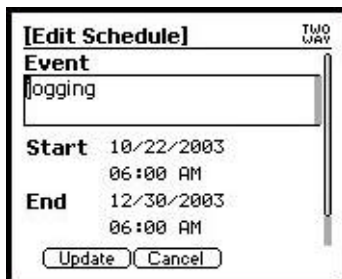 [Edit Schedule]
TWO
WAY
Event
Jogging
Start 10/22/2003
06:00 AM
End 12/30/2003
06:00 AM
Update Cancel